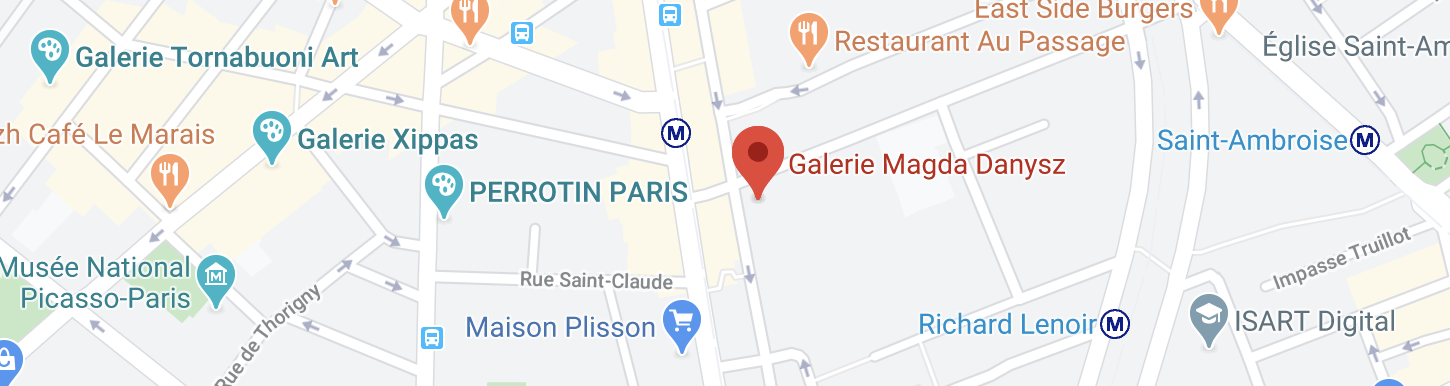 East Side Burgers
Restaurant Au Passage
Église Saint-Am
Galerie Tornabuoni Art
zh Café Le Marais
Galerie Xippas
M
Saint-Ambroise M
Galerie Magda Danysz
PERROTIN PARIS
Musée National
Picasso-Paris
M
Rue Saint-Claude
Impasse Truillot
Rue de Thorigny
Maison Plisson
Richard Lenoir M
ISART Digital